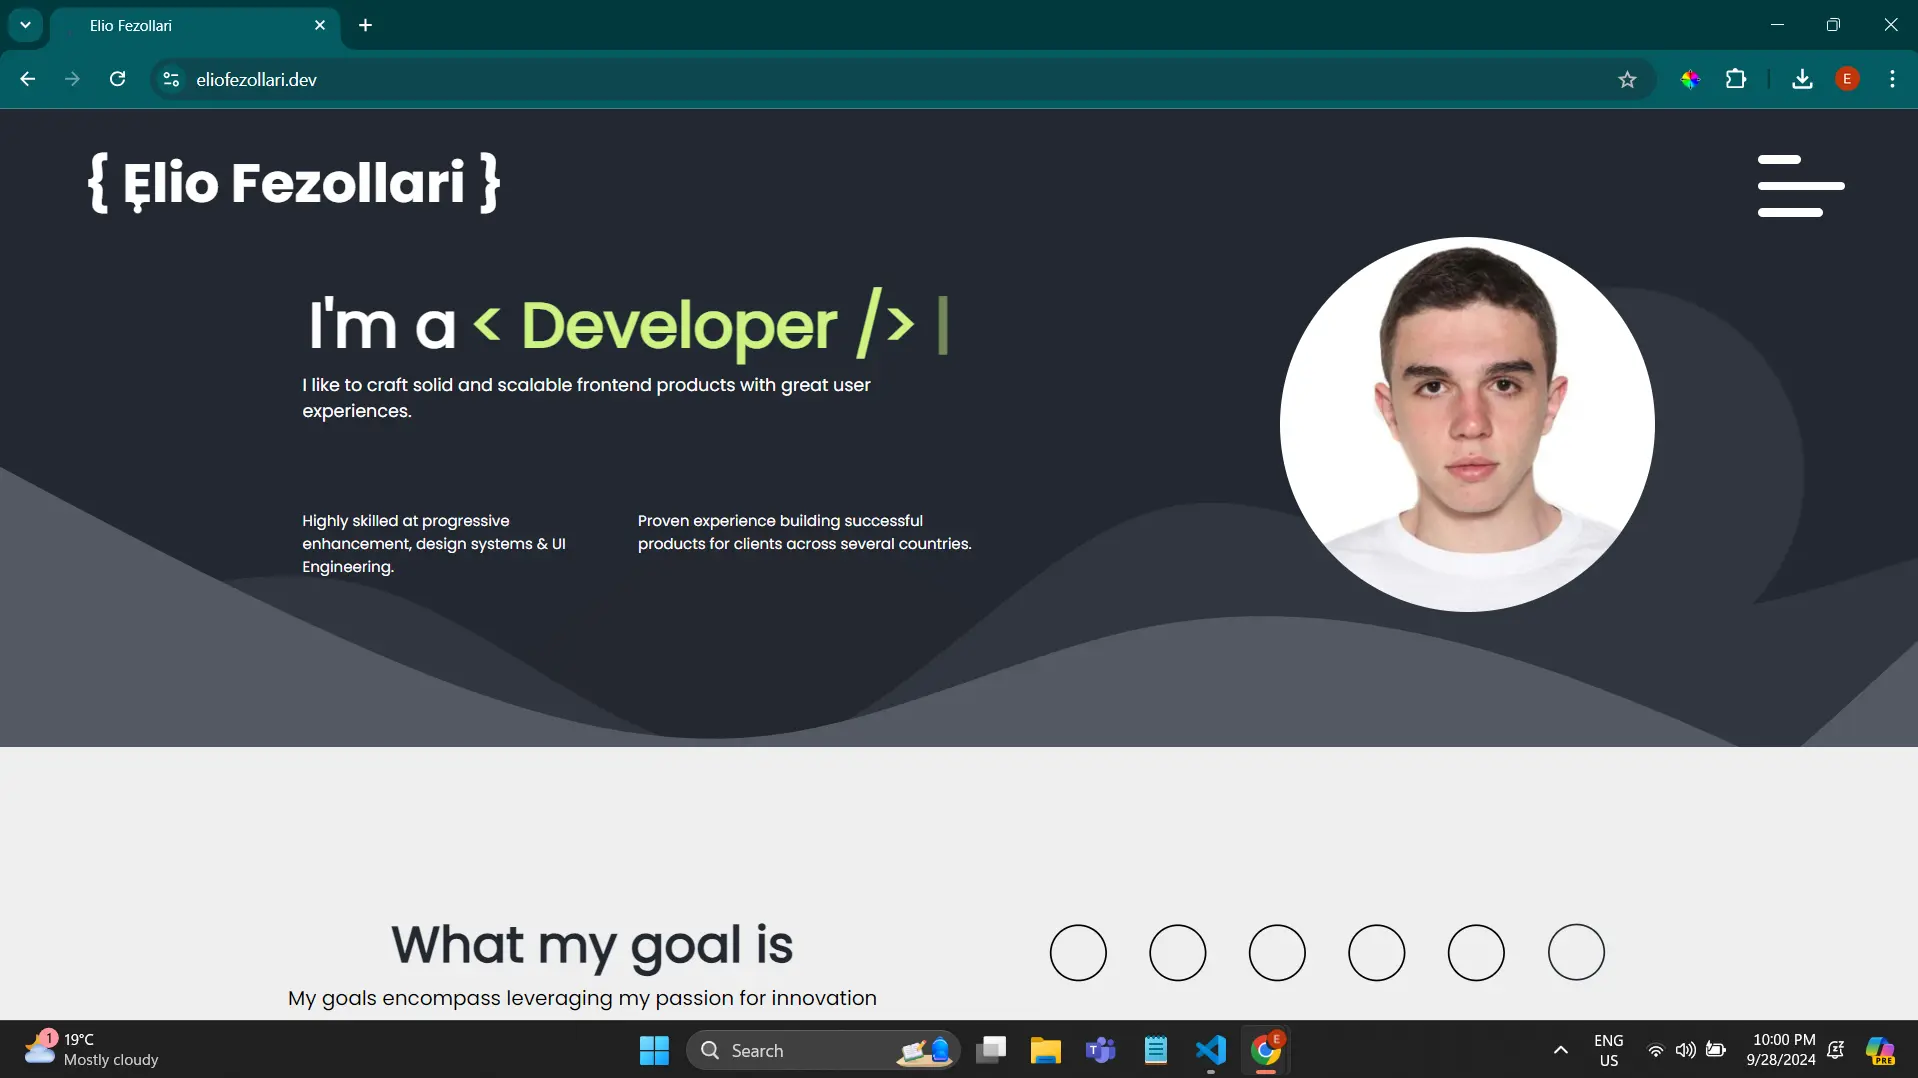 Elio Fezollari
eliofezollari.dev
E
{ Ẹlio Fezollari }
I'm a < Developer /> |
I like to craft solid and scalable frontend products with great user
experiences.
Highly skilled at progressive
enhancement, design systems & UI
Engineering.
Proven experience building successful
products for clients across several countries.
What my goal is
My goals encompass leveraging my passion for innovation
1
19°C
Mostly cloudy
Search
T
E
ENG
US
10:00 PM
9/28/2024
PRE